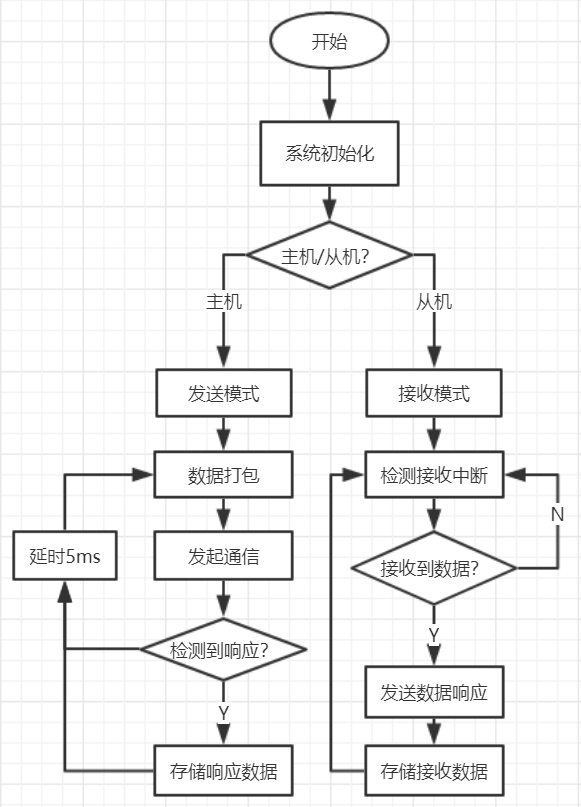 开始
系统初始化
主机/从机?
主机
从机
发送模式
接收模式
数据打包
检测接收中断
N
延时5ms
发起通信
接收到数据?
Y
检测到响应?
发送数据响应
Y
存储响应数据
存储接收数据